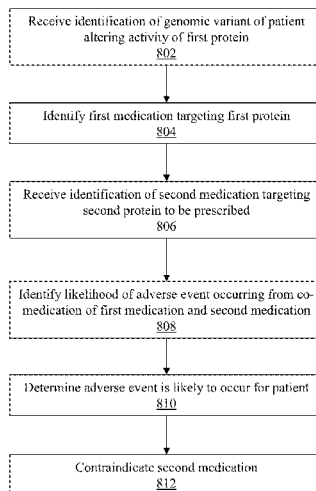 Receive identification of genomic variant of patient
altering activity of first protein
802
Identify first medication targeting first protein
804
Receive identification of second medication targeting
second protein to be prescribed
806
Identify likelihood of adverse event occurring from co-
medication of first medication and second medication
808
Determine adverse event is likely to occur for patient
810
Contraindicate second medication
812